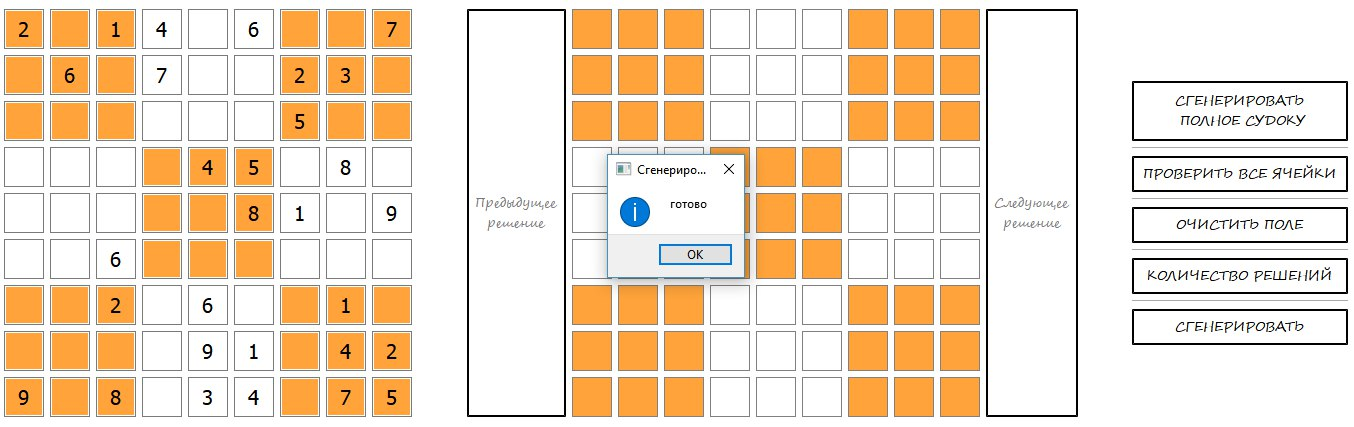 2 1 4 6 7
6 7 2 3
5
4 5 8
8 1 9
6
2 6 1
9 1 4 2
9 8 3 4 7 5
Предыдущее
решение
Сгенериро...
готово
OK
Следующее
решение
СГЕНЕРИРОВАТЬ
ПОЛНОЕ СУДОКУ
ПРОВЕРИТЬ ВСЕ ЯЧЕЙКИ
ОЧИСТИТЬ ПОЛЕ
КОЛИЧЕСТВО РЕШЕНИЙ
СГЕНЕРИРОВАТЬ